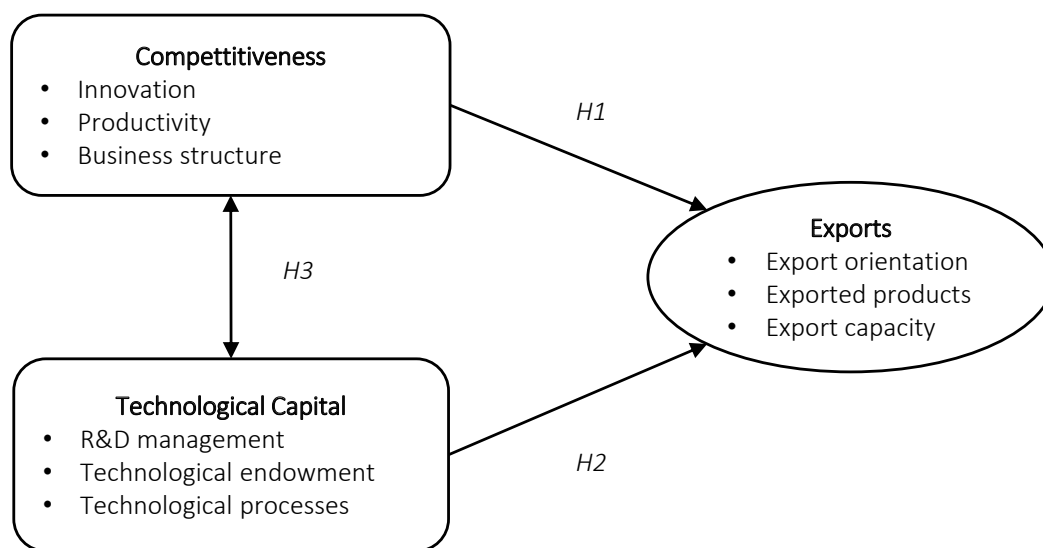 Compettitiveness
• Innovation
• Productivity
• Business structure
H1
Exports
• Export orientation
• Exported products
• Export capacity
H3
Technological Capital
• R&D management
• Technological endowment
• Technological processes
H2